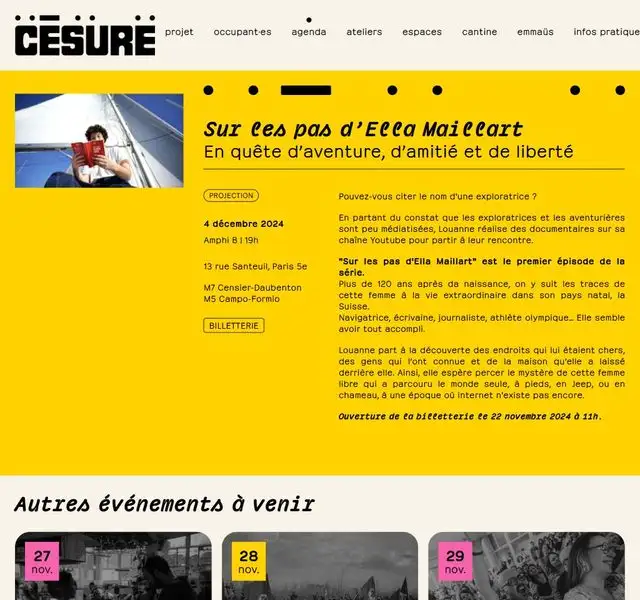 CÉSURE
projet occupant·es agenda ateliers espaces cantine emmaüs infos pratique
Sur les pas d'Ella Maillart
En quête d'aventure, d'amitié et de liberté
PROJECTION
4 décembre 2024
Amphi B | 19h
13 rue Santeuil, Paris 5e
M7 Censier-Daubenton
M5 Campo-Formio
BILLETTERIE
Pouvez-vous citer le nom d'une exploratrice ?
En partant du constat que les exploratrices et les aventurières
sont peu médiatisées, Louanne réalise des documentaires sur sa
chaîne Youtube pour partir à leur rencontre.
"Sur les pas d'Ella Maillart" est le premier épisode de la
série.
Plus de 120 ans après da naissance, on y suit les traces de
cette femme à la vie extraordinaire dans son pays natal, la
Suisse.
Navigatrice, écrivaine, journaliste, athlète olympique... Elle semble
avoir tout accompli.
Louanne part à la découverte des endroits qui lui étaient chers,
des gens qui l'ont connue et de la maison qu'elle a laissé
derrière elle. Ainsi, elle espère percer le mystère de cette femme
libre qui a parcouru le monde seule, à pieds, en Jeep, ou en
chameau, à une époque où internet n'existe pas encore.
Ouverture de la billetterie le 22 novembre 2024 à 11h.
Autres événements à venir
27
nov.
28
nov.
29
nov.